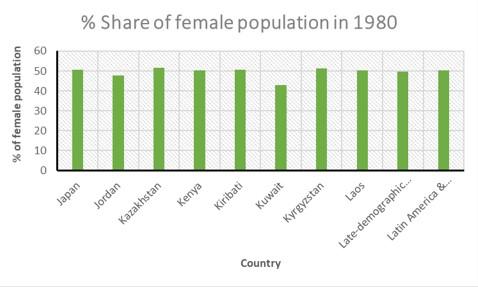 % Share of female population in 1980
% of female population
60
50
40
30
20
10
0
Japan
Jordan
Kazakhstan
Kenya
Kiribati
Kuwait
Kyrgyzstan
Laos
Late-demographic...
Latin America &...
Country